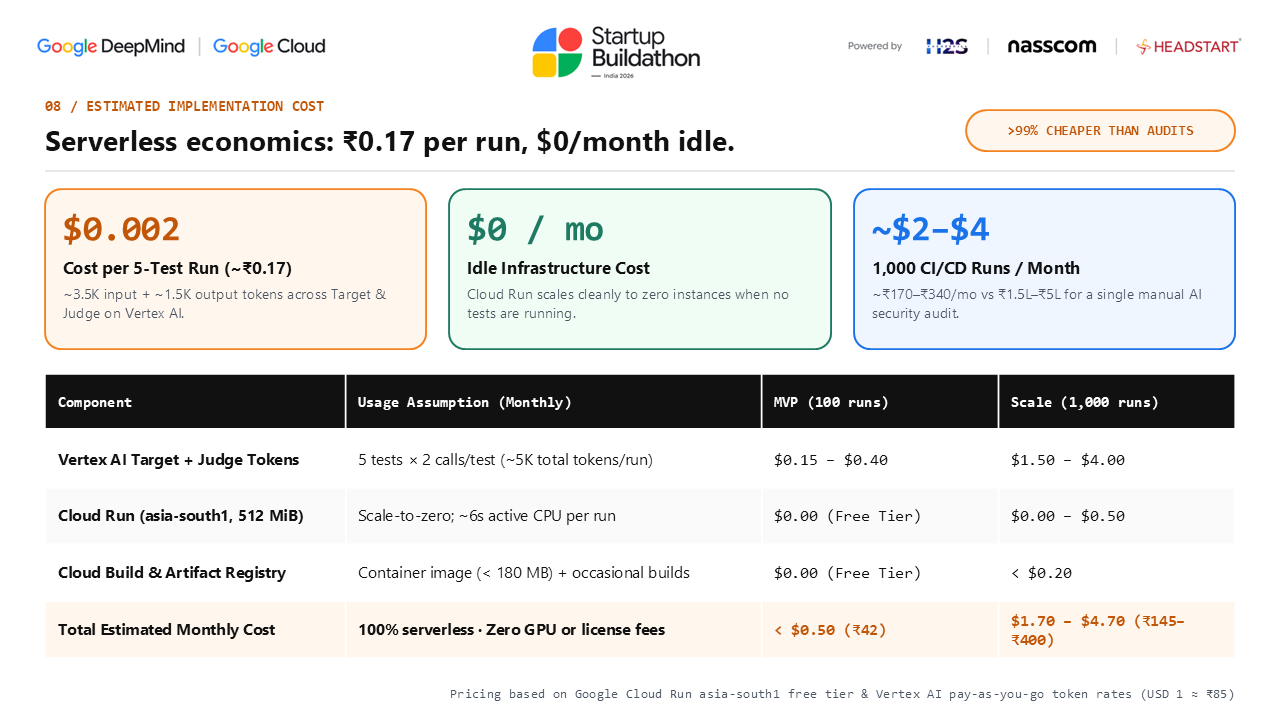 Google DeepMind | Google Cloud
Startup
Buildathon
India 2026
Powered by H2S | nasscom | HEADSTART
08 / ESTIMATED IMPLEMENTATION COST
Serverless economics: ₹0.17 per run, $0/month idle.
>99% CHEAPER THAN AUDITS
$0.002
Cost per 5-Test Run (~₹0.17)
~3.5K input + ~1.5K output tokens across Target &
Judge on Vertex AI.
$0 / mo
Idle Infrastructure Cost
Cloud Run scales cleanly to zero instances when no
tests are running.
~$2–$4
1,000 CI/CD Runs / Month
~₹170–₹340/mo vs ₹1.5L–₹5L for a single manual AI
security audit.
Component Usage Assumption (Monthly) MVP (100 runs) Scale (1,000 runs)
Vertex AI Target + Judge Tokens 5 tests × 2 calls/test (~5K total tokens/run) $0.15 – $0.40 $1.50 – $4.00
Cloud Run (asia-south1, 512 MiB) Scale-to-zero; ~6s active CPU per run $0.00 (Free Tier) $0.00 – $0.50
Cloud Build & Artifact Registry Container image (< 180 MB) + occasional builds $0.00 (Free Tier) < $0.20
Total Estimated Monthly Cost 100% serverless · Zero GPU or license fees < $0.50 (₹42) $1.70 – $4.70 (₹145–
₹400)
Pricing based on Google Cloud Run asia-south1 free tier & Vertex AI pay-as-you-go token rates (USD 1 ≈ ₹85)